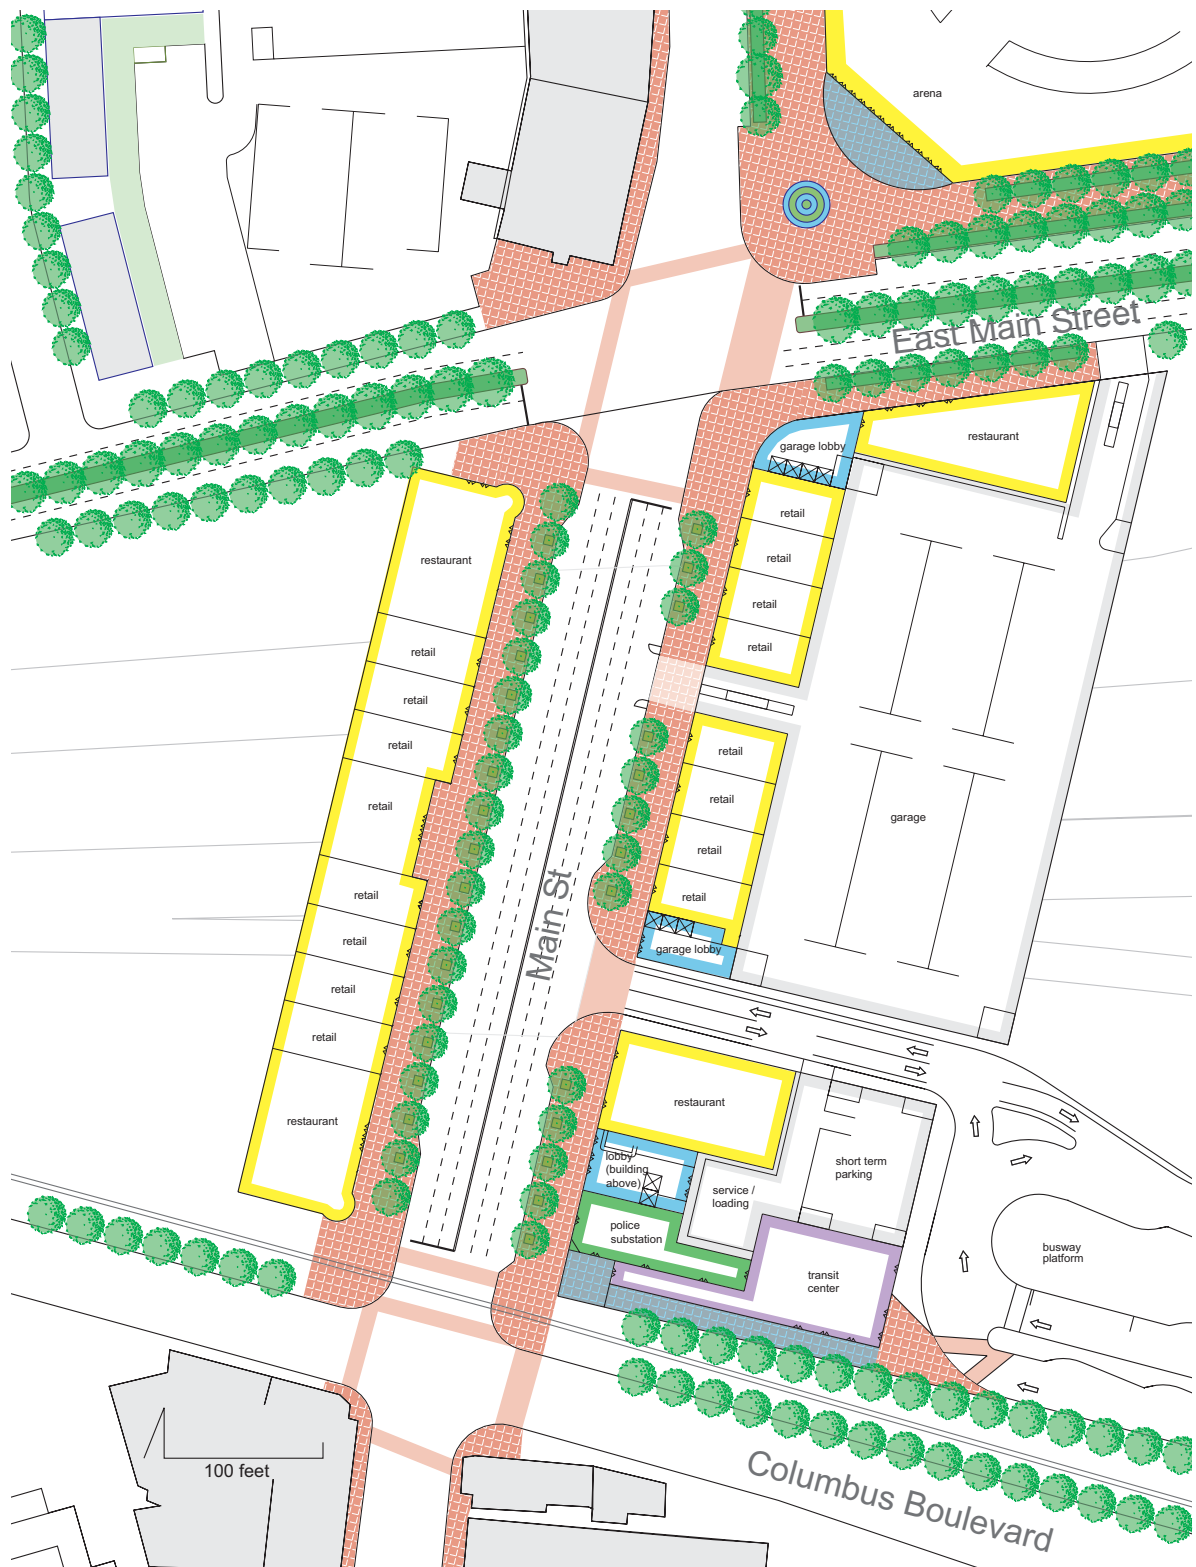 arena
East Main Street
restaurant
garage lobby
retail
restaurant
retail
retail
retail
retail
retail
retail
retail
retail
retail
garage
retail
retail
retail
retail
Main St
retail
garage lobby
retail
retail
restaurant
restaurant
lobby
(building
above)
short term
parking
service /
loading
police
substation
busway
platform
transit
center
100 feet
Columbus Boulevard